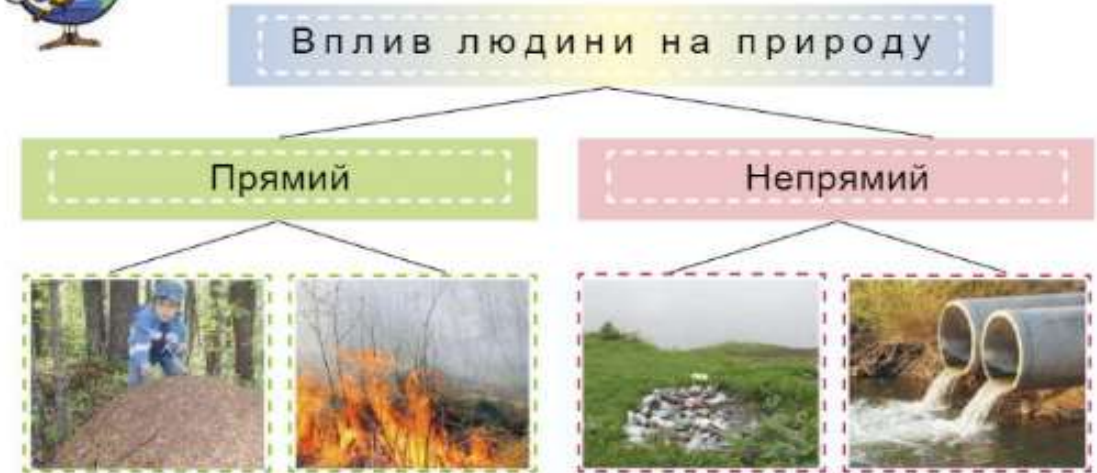 Вплив людини на природу
Прямий
Непрямий